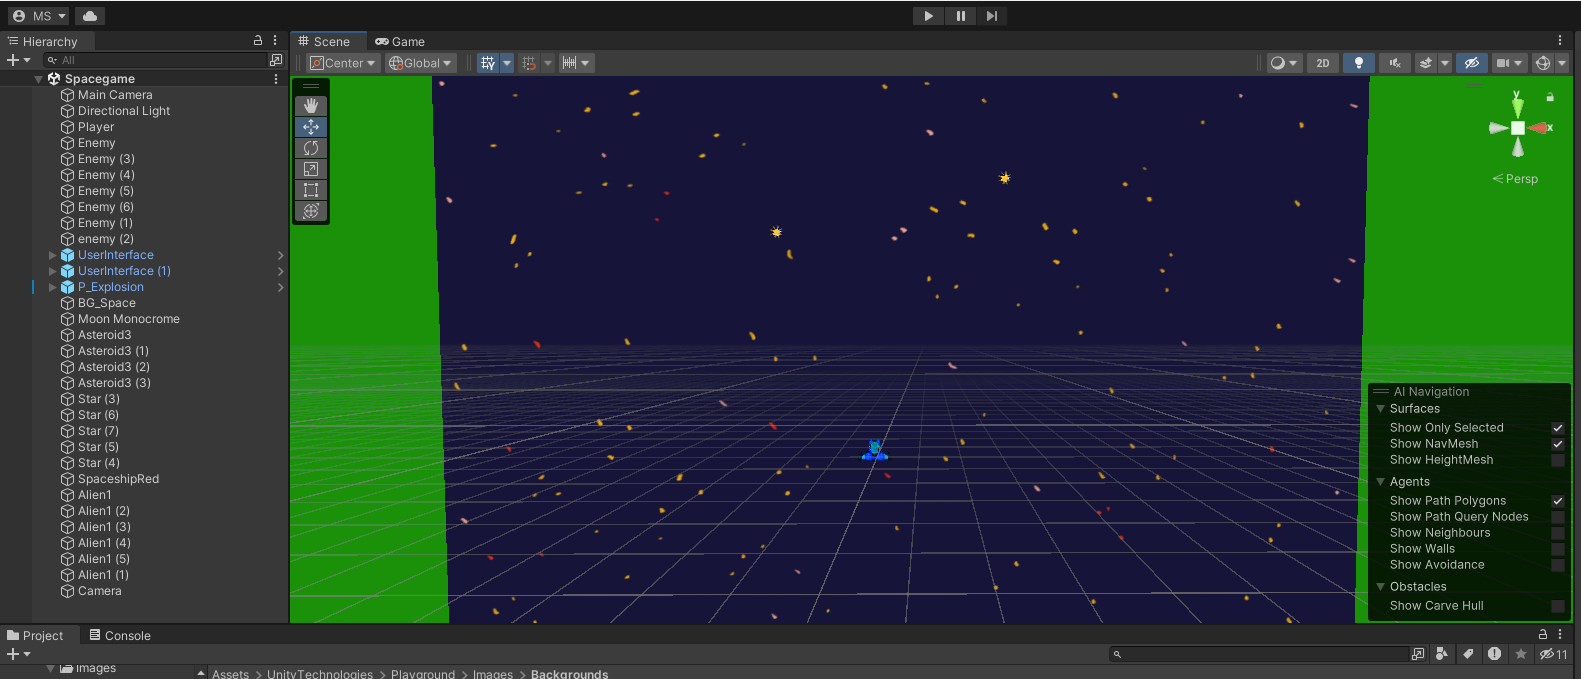 MS
Hierarchy
All
Spacegame
Main Camera
Directional Light
Player
Enemy
Enemy (3)
Enemy (4)
Enemy (5)
Enemy (6)
Enemy (1)
enemy (2)
UserInterface
UserInterface (1)
P_Explosion
BG_Space
Moon Monocrome
Asteroid3
Asteroid3 (1)
Asteroid3 (2)
Asteroid3 (3)
Star (3)
Star (6)
Star (7)
Star (5)
Star (4)
SpaceshipRed
Alien1
Alien1 (2)
Alien1 (3)
Alien1 (4)
Alien1 (5)
Alien1 (1)
Camera
Scene Game
Center Global 2D
y
x
Persp
AI Navigation
Surfaces
Show Only Selected
Show NavMesh
Show HeightMesh
Agents
Show Path Polygons
Show Path Query Nodes
Show Neighbours
Show Walls
Show Avoidance
Obstacles
Show Carve Hull
Project Console
11
Images
Assets > UnityTechnologies > Playground > Images > Backgrounds